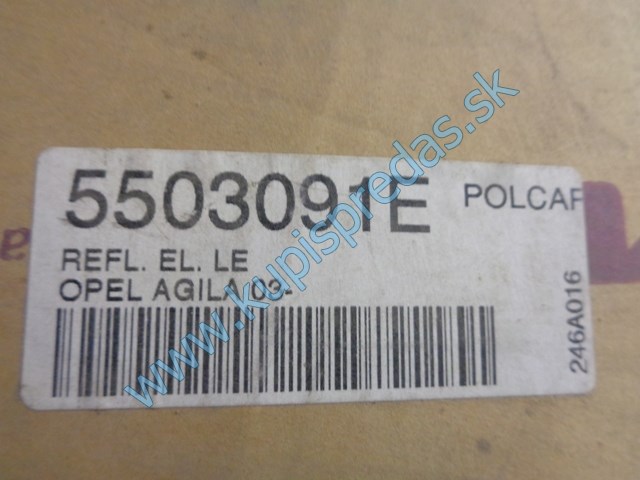 5503091E POLCAR
REFL. EL. LE
OPEL AGILA 03-
246A016
www.kupispredas.sk